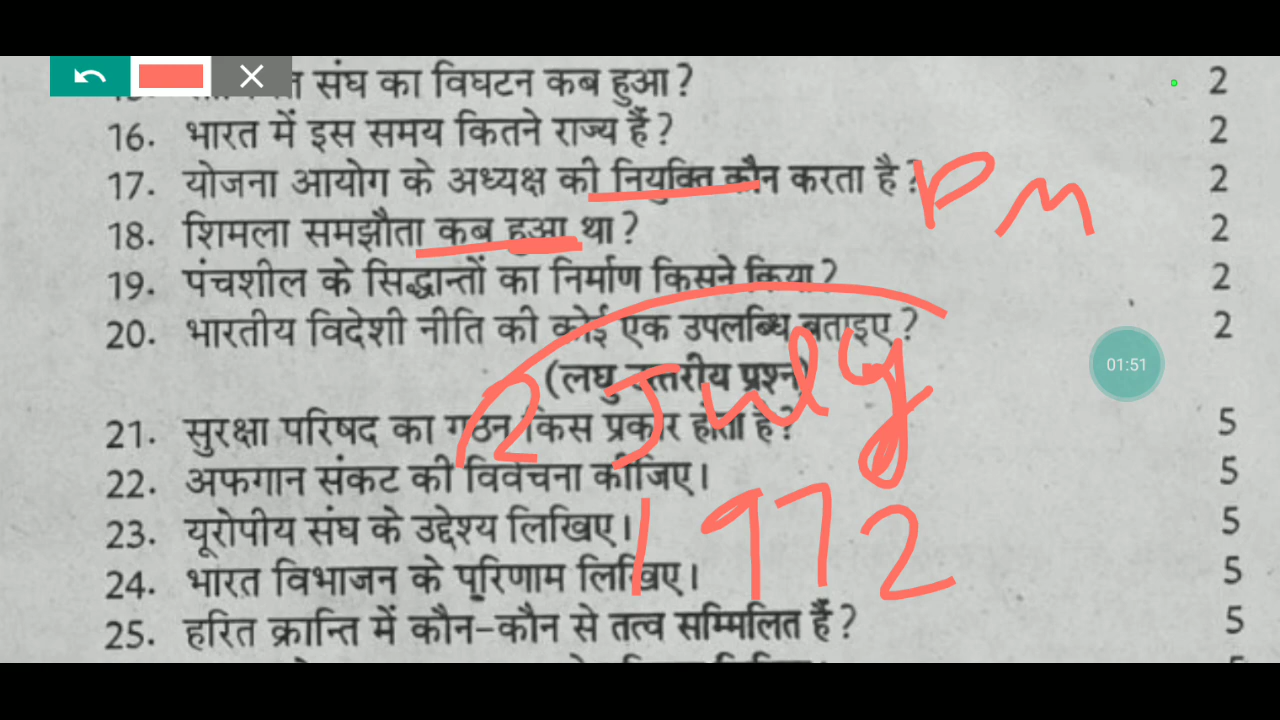 संघ का विघटन कब हुआ? 2
16. भारत में इस समय कितने राज्य हैं? 2
17. योजना आयोग के अध्यक्ष की नियुक्ति कौन करता है? 2
PM
18. शिमला समझौता कब हुआ था? 2
19. पंचशील के सिद्धान्तों का निर्माण किसने किया? 2
20. भारतीय विदेशी नीति की कोई एक उपलब्धि बताइए? 2
01:51
(लघु उत्तरीय प्रश्न)
2 July
21. सुरक्षा परिषद का गठन किस प्रकार होता है? 5
22. अफगान संकट की विवेचना कीजिए। 5
23. यूरोपीय संघ के उद्देश्य लिखिए। 5
1972
24. भारत विभाजन के परिणाम लिखिए। 5
25. हरित क्रान्ति में कौन-कौन से तत्व सम्मिलित हैं? 5